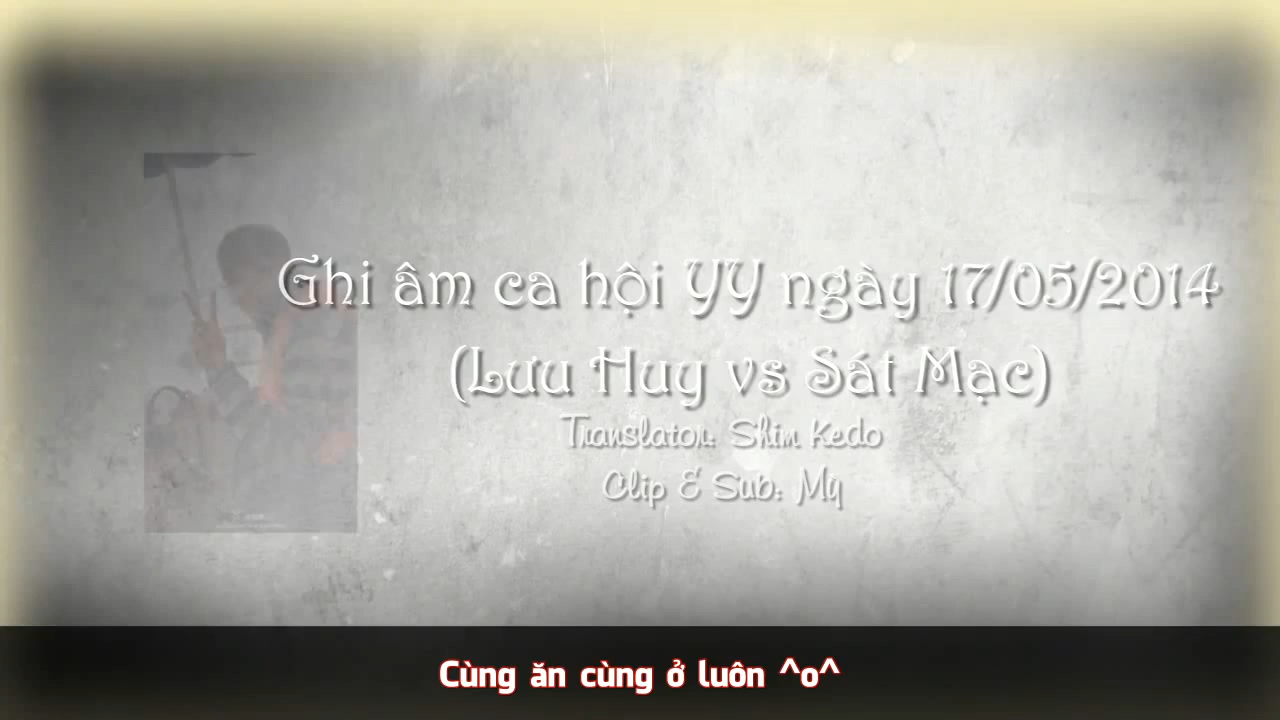 Ghi âm ca hội YY ngày 17/05/2014
(Lưu Huy vs Sát Mạc)
Translator: Shim Kedo
Clip & Sub: My
Cùng ăn cùng ở luôn ^o^